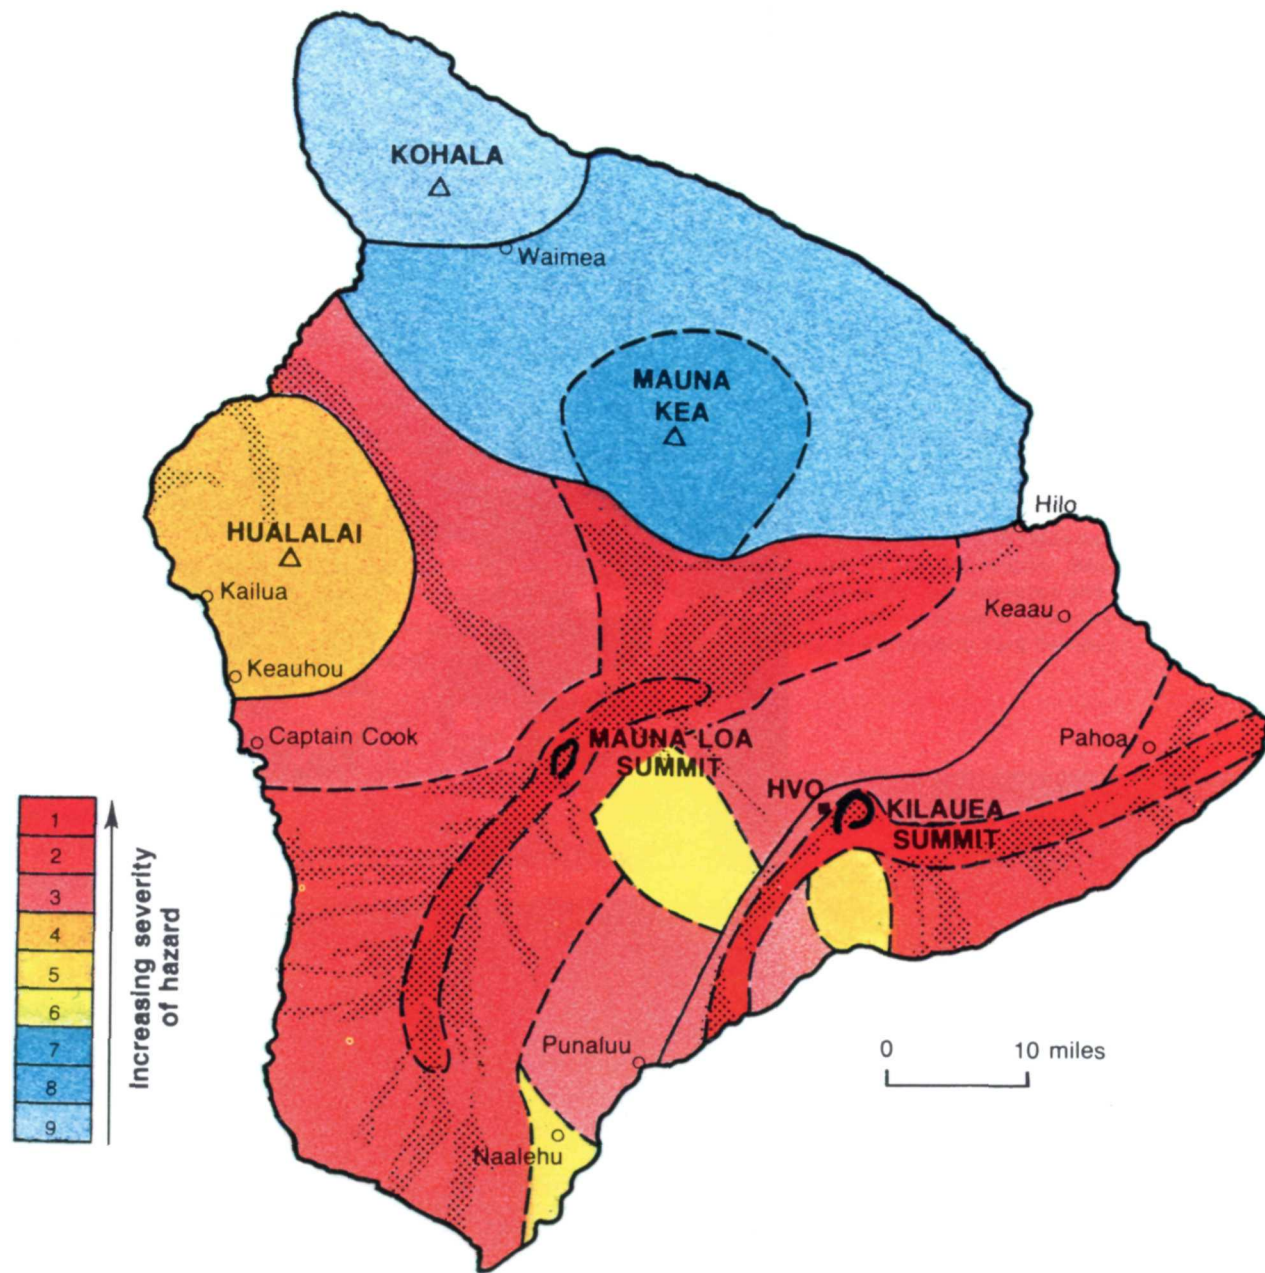 KOHALA
Waimea
MAUNA
KEA
Hilo
HUALALAI
Kailua
Keaau
Keauhou
Captain Cook
MAUNA LOA
SUMMIT
Pahoa
HVO
KILAUEA
SUMMIT
1
2
3
4
5
6
7
8
9
Increasing severity
of hazard
Punaluu
0 10 miles
Naalehu